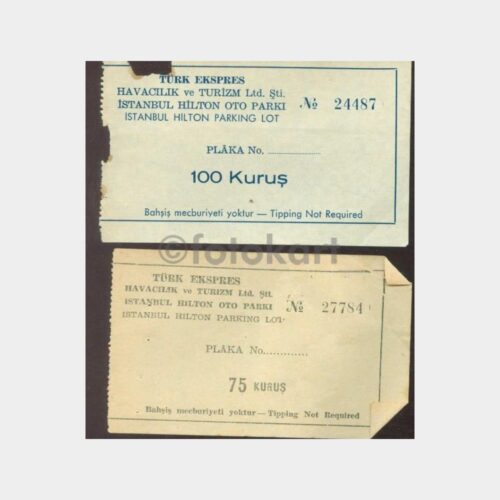 TÜRK EKSPRES
HAVACILIK ve TURİZM Ltd. Şti.
İSTANBUL HİLTON OTO PARKI № 24487
ISTANBUL HILTON PARKING LOT
PLÂKA No. ....................
100 Kuruş
Bahşiş mecburiyeti yoktur — Tipping Not Required
©fotokart
TÜRK EKSPRES
HAVACILIK ve TURİZM Ltd. Şti.
İSTANBUL HİLTON OTO PARKI № 27784
ISTANBUL HILTON PARKING LOT
PLÂKA No.............
75 KURUŞ
Bahşiş mecburiyeti yoktur — Tipping Not Required